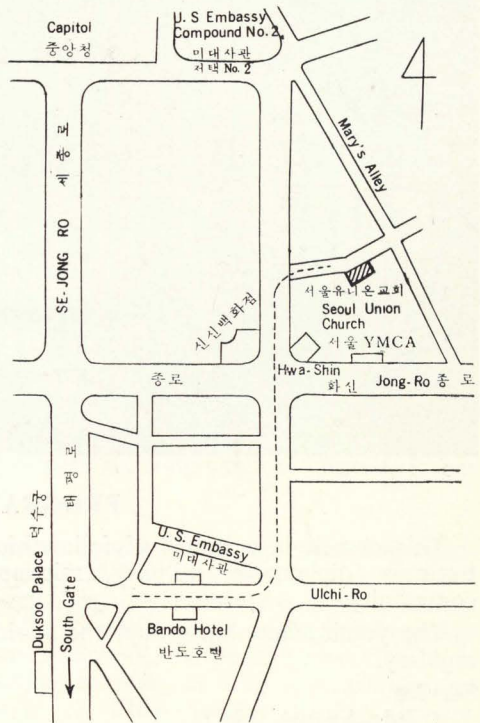 Capitol
중앙청
U. S Embassy
Compound No. 2
미대사관
저택 No. 2
Mary's Alley
SE-JONG RO 세종로
서울유니온교회
Seoul Union
Church
신신백화점
서울 YMCA
Hwa-Shin
화신
Jong-Ro 종로
종로
태평로
Duksoo Palace 덕수궁
South Gate
U. S. Embassy
미대사관
Ulchi-Ro
Bando Hotel
반도호텔